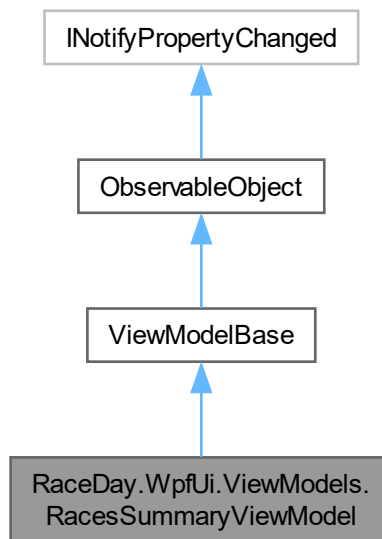 INotifyPropertyChanged
ObservableObject
ViewModelBase
RaceDay.WpfUi.ViewModels.
RacesSummaryViewModel